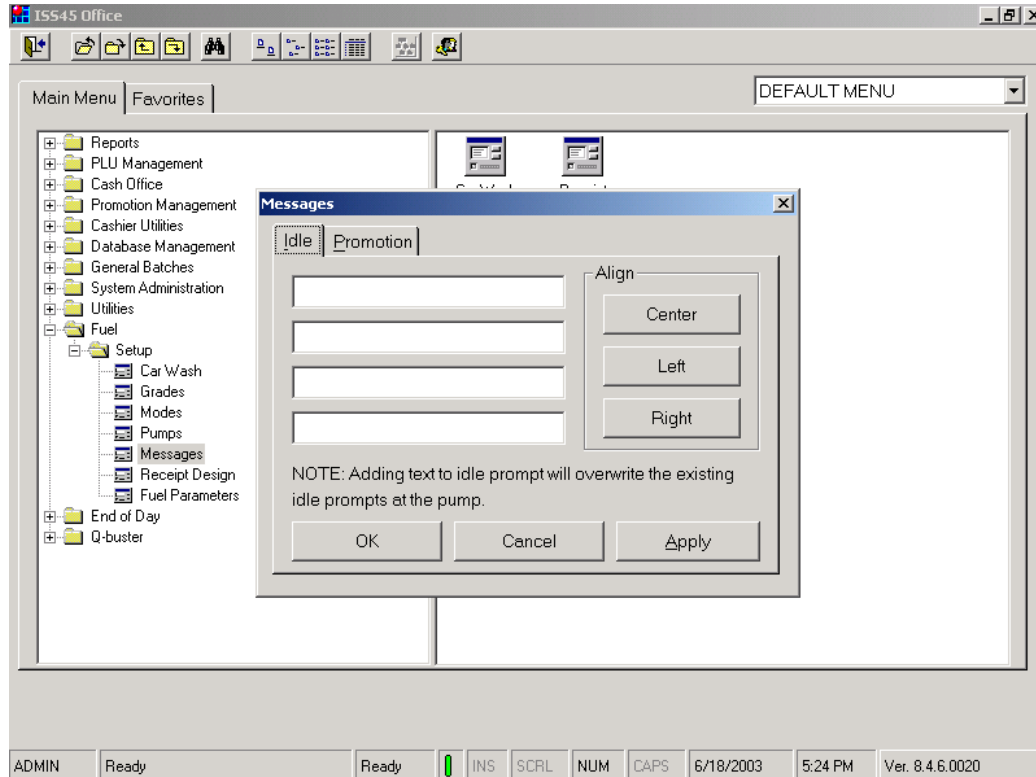 ISS45 Office
Main Menu
Favorites
DEFAULT MENU
Reports
PLU Management
Cash Office
Promotion Management
Cashier Utilities
Database Management
General Batches
System Administration
Utilities
Fuel
Setup
Car Wash
Grades
Modes
Pumps
Messages
Receipt Design
Fuel Parameters
End of Day
Q-buster
Messages
Idle
Promotion
Align
Center
Left
Right
NOTE: Adding text to idle prompt will overwrite the existing
idle prompts at the pump.
OK
Cancel
Apply
ADMIN
Ready
Ready
INS
SCRL
NUM
CAPS
6/18/2003
5:24 PM
Ver. 8.4.6.0020